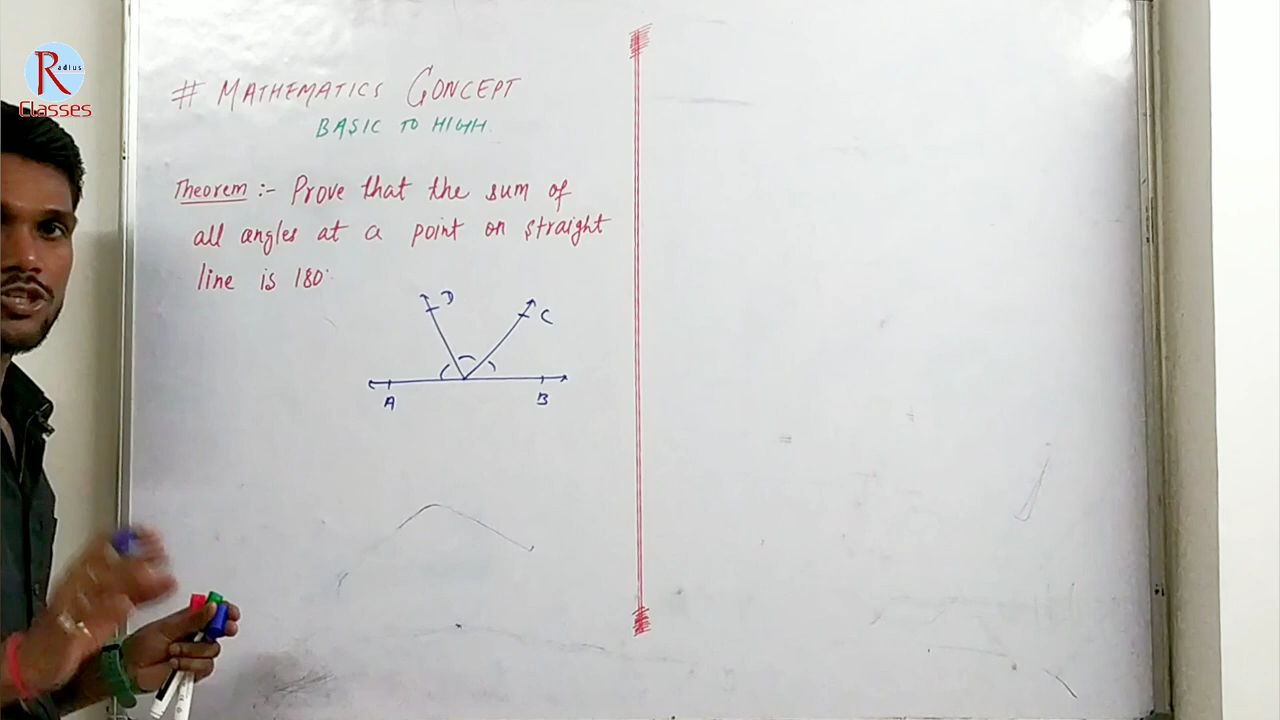 Radius
Classes
# MATHEMATICS CONCEPT
BASIC TO HIGH.
Theorem :- Prove that the sum of
all angles at a point on straight
line is 180°
D
C
A
B